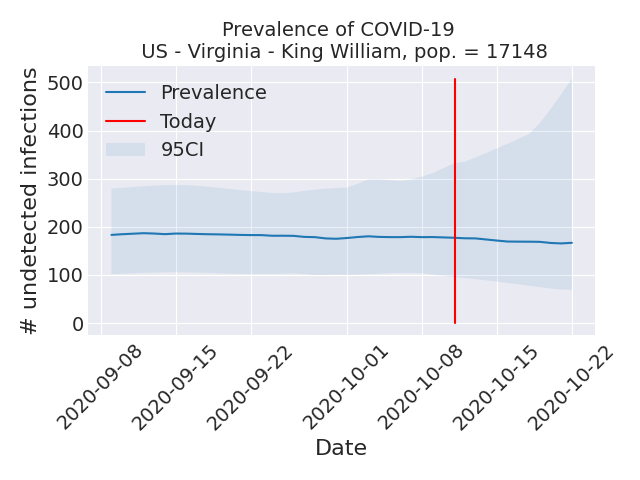 Prevalence of COVID-19
US - Virginia - King William, pop. = 17148
# undetected infections
500
400
300
200
100
0
Prevalence
Today
95CI
2020-09-08
2020-09-15
2020-09-22
2020-10-01
2020-10-08
2020-10-15
2020-10-22
Date